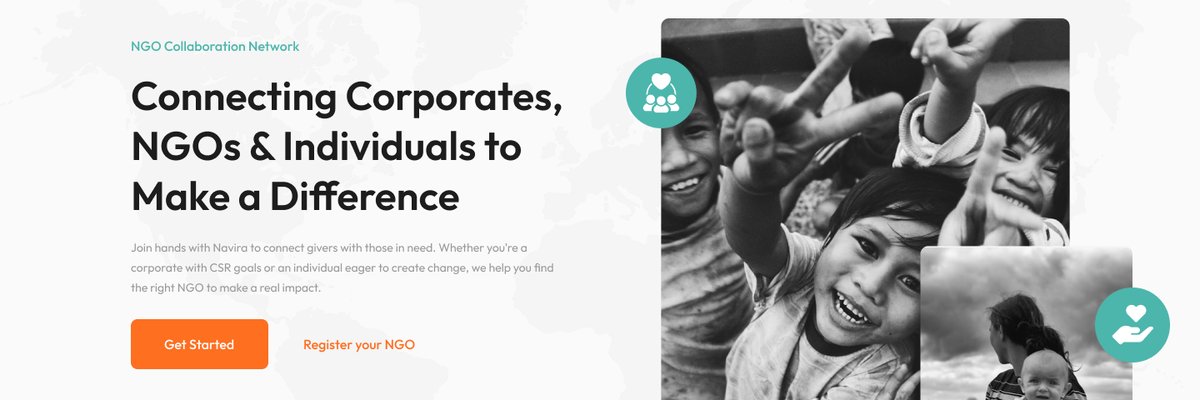 NGO Collaboration Network
Connecting Corporates,
NGOs & Individuals to
Make a Difference
Join hands with Navira to connect givers with those in need. Whether you're a
corporate with CSR goals or an individual eager to create change, we help you find
the right NGO to make a real impact.
Get Started
Register your NGO